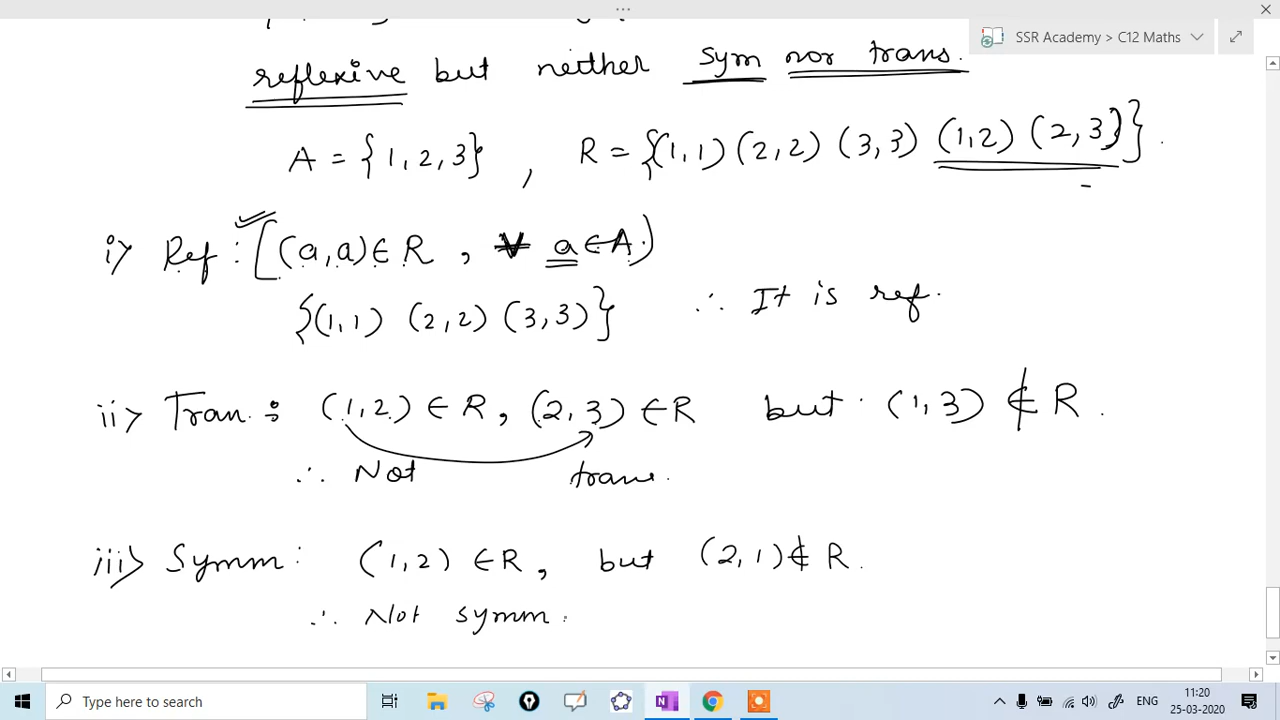 SSR Academy > C12 Maths
reflexive but neither sym nor trans.
A = {1, 2, 3} , R = {(1,1) (2,2) (3,3) (1,2) (2,3)} .
i> Ref : [(a,a) ∈ R , ∀ a ∈ A)
{(1,1) (2,2) (3,3)} ∴ It is ref.
ii> Tran : (1,2) ∈ R, (2,3) ∈ R but (1,3) ∉ R .
∴ Not trans.
iii> Symm : (1,2) ∈ R , but (2,1) ∉ R .
∴ Not symm.
Type here to search
ENG
11:20
25-03-2020